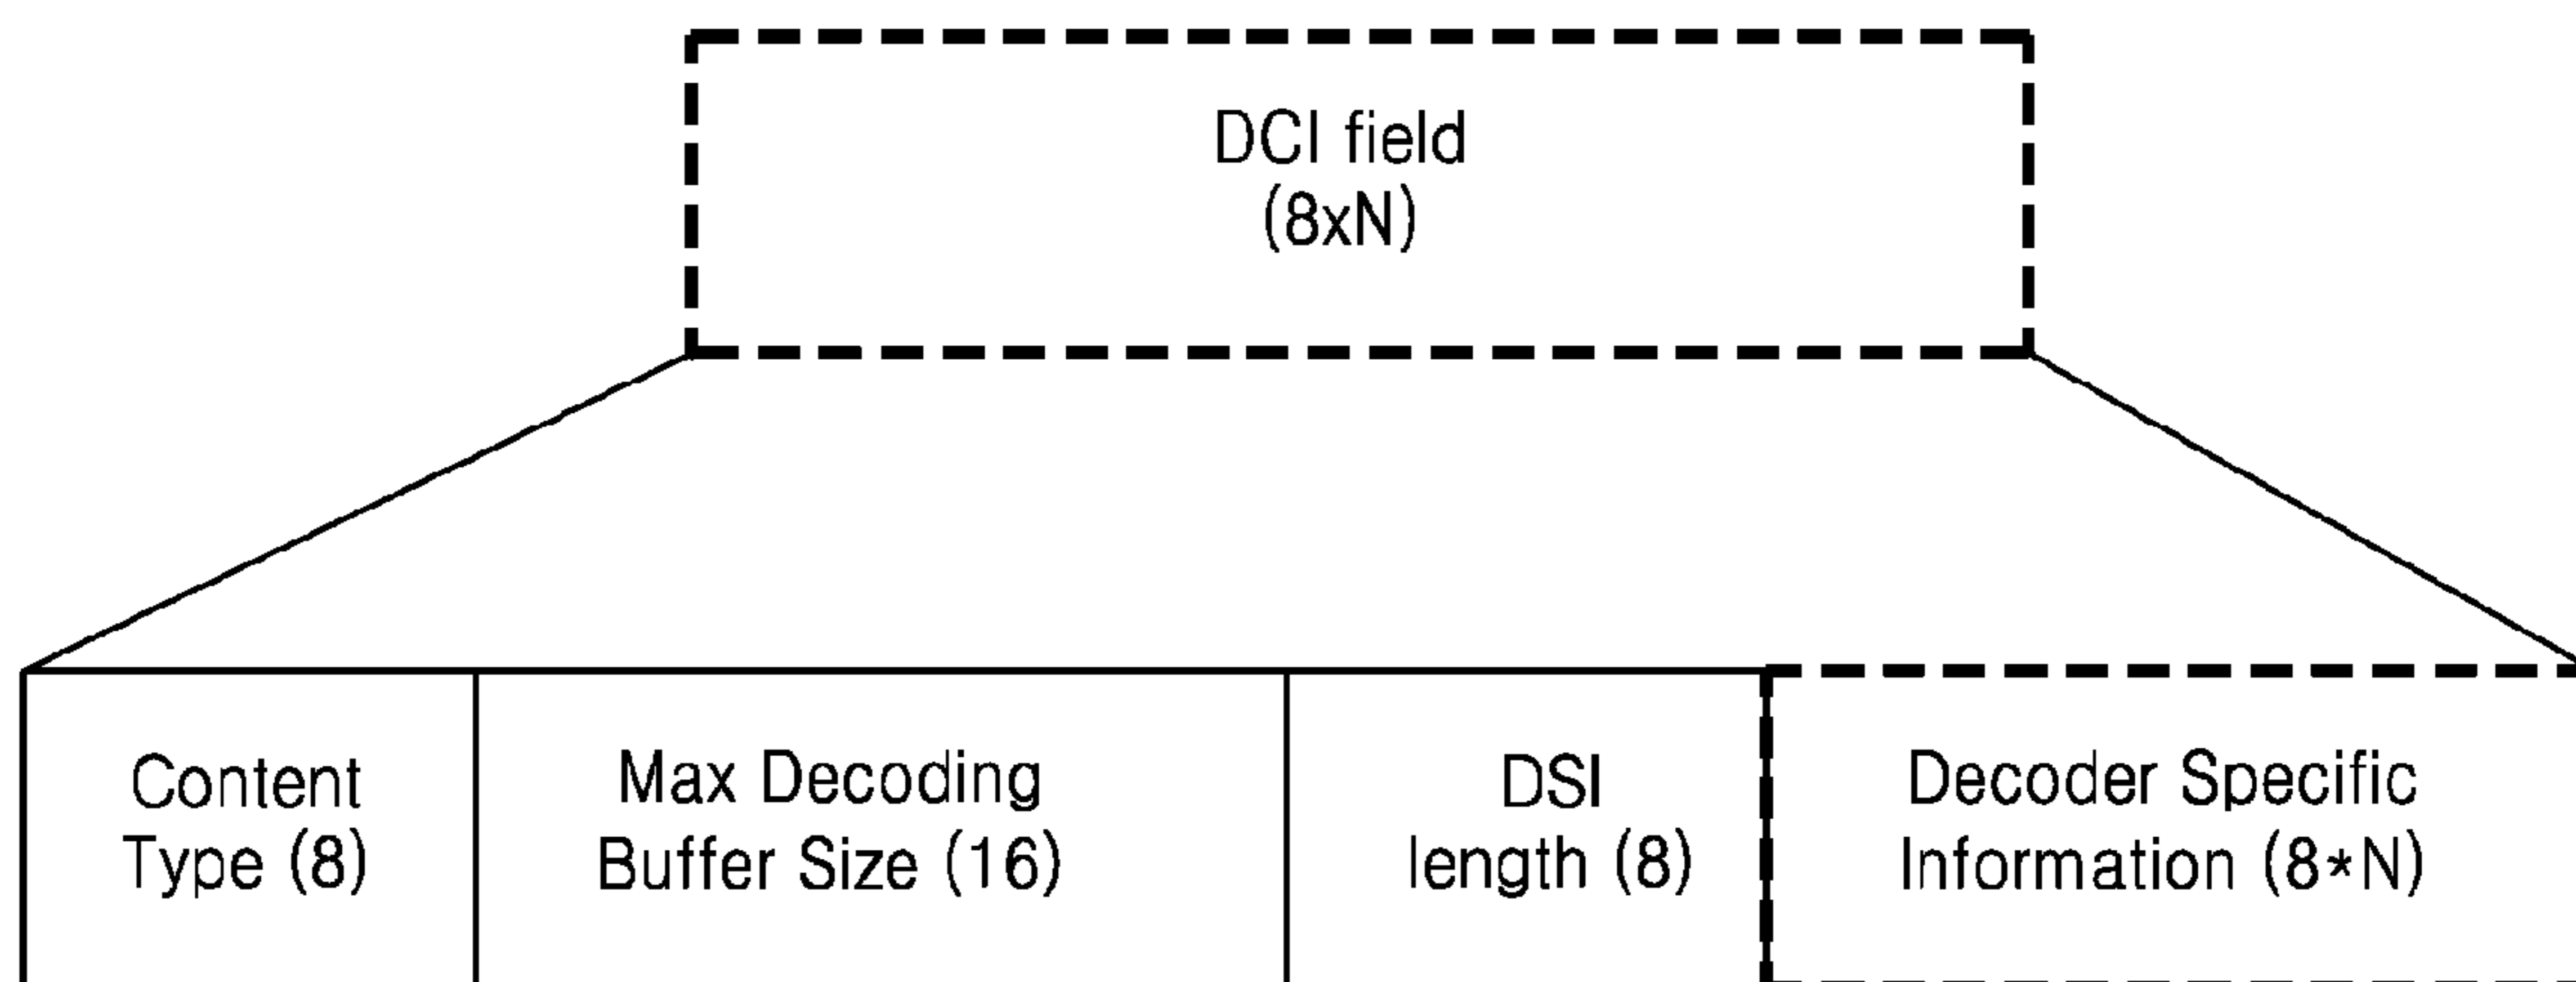 DCI field
(8xN)
Content
Type (8)
Max Decoding
Buffer Size (16)
DSI
length (8)
Decoder Specific
Information (8*N)